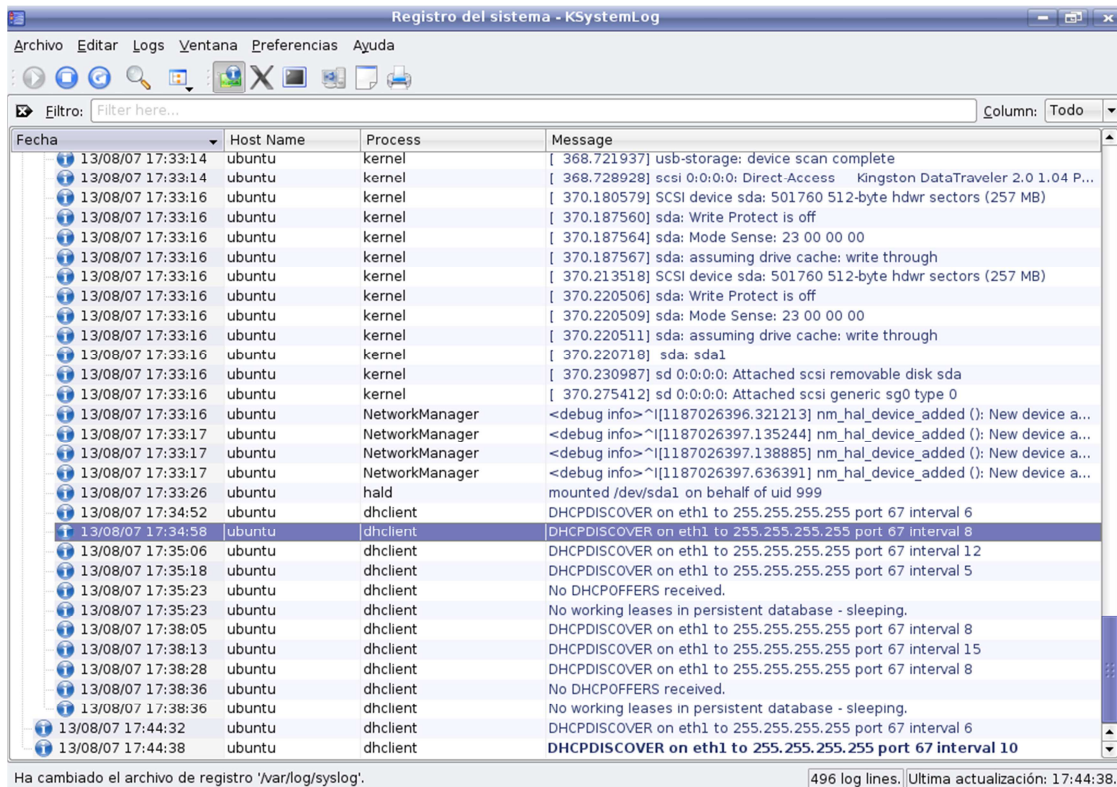 Registro del sistema - KSystemLog
Archivo Editar Logs Ventana Preferencias Ayuda
Filtro: Filter here... Column: Todo
Fecha Host Name Process Message
13/08/07 17:33:14 ubuntu kernel [ 368.721937] usb-storage: device scan complete
13/08/07 17:33:14 ubuntu kernel [ 368.728928] scsi 0:0:0:0: Direct-Access Kingston DataTraveler 2.0 1.04 P...
13/08/07 17:33:16 ubuntu kernel [ 370.180579] SCSI device sda: 501760 512-byte hdwr sectors (257 MB)
13/08/07 17:33:16 ubuntu kernel [ 370.187560] sda: Write Protect is off
13/08/07 17:33:16 ubuntu kernel [ 370.187564] sda: Mode Sense: 23 00 00 00
13/08/07 17:33:16 ubuntu kernel [ 370.187567] sda: assuming drive cache: write through
13/08/07 17:33:16 ubuntu kernel [ 370.213518] SCSI device sda: 501760 512-byte hdwr sectors (257 MB)
13/08/07 17:33:16 ubuntu kernel [ 370.220506] sda: Write Protect is off
13/08/07 17:33:16 ubuntu kernel [ 370.220509] sda: Mode Sense: 23 00 00 00
13/08/07 17:33:16 ubuntu kernel [ 370.220511] sda: assuming drive cache: write through
13/08/07 17:33:16 ubuntu kernel [ 370.220718] sda: sda1
13/08/07 17:33:16 ubuntu kernel [ 370.230987] sd 0:0:0:0: Attached scsi removable disk sda
13/08/07 17:33:16 ubuntu kernel [ 370.275412] sd 0:0:0:0: Attached scsi generic sg0 type 0
13/08/07 17:33:16 ubuntu NetworkManager <debug info>^I[1187026396.321213] nm_hal_device_added (): New device a...
13/08/07 17:33:17 ubuntu NetworkManager <debug info>^I[1187026397.135244] nm_hal_device_added (): New device a...
13/08/07 17:33:17 ubuntu NetworkManager <debug info>^I[1187026397.138885] nm_hal_device_added (): New device a...
13/08/07 17:33:17 ubuntu NetworkManager <debug info>^I[1187026397.636391] nm_hal_device_added (): New device a...
13/08/07 17:33:26 ubuntu hald mounted /dev/sda1 on behalf of uid 999
13/08/07 17:34:52 ubuntu dhclient DHCPDISCOVER on eth1 to 255.255.255.255 port 67 interval 6
13/08/07 17:34:58 ubuntu dhclient DHCPDISCOVER on eth1 to 255.255.255.255 port 67 interval 8
13/08/07 17:35:06 ubuntu dhclient DHCPDISCOVER on eth1 to 255.255.255.255 port 67 interval 12
13/08/07 17:35:18 ubuntu dhclient DHCPDISCOVER on eth1 to 255.255.255.255 port 67 interval 5
13/08/07 17:35:23 ubuntu dhclient No DHCPOFFERS received.
13/08/07 17:35:23 ubuntu dhclient No working leases in persistent database - sleeping.
13/08/07 17:38:05 ubuntu dhclient DHCPDISCOVER on eth1 to 255.255.255.255 port 67 interval 8
13/08/07 17:38:13 ubuntu dhclient DHCPDISCOVER on eth1 to 255.255.255.255 port 67 interval 15
13/08/07 17:38:28 ubuntu dhclient DHCPDISCOVER on eth1 to 255.255.255.255 port 67 interval 8
13/08/07 17:38:36 ubuntu dhclient No DHCPOFFERS received.
13/08/07 17:38:36 ubuntu dhclient No working leases in persistent database - sleeping.
13/08/07 17:44:32 ubuntu dhclient DHCPDISCOVER on eth1 to 255.255.255.255 port 67 interval 6
13/08/07 17:44:38 ubuntu dhclient DHCPDISCOVER on eth1 to 255.255.255.255 port 67 interval 10
Ha cambiado el archivo de registro '/var/log/syslog'. 496 log lines. Ultima actualización: 17:44:38.